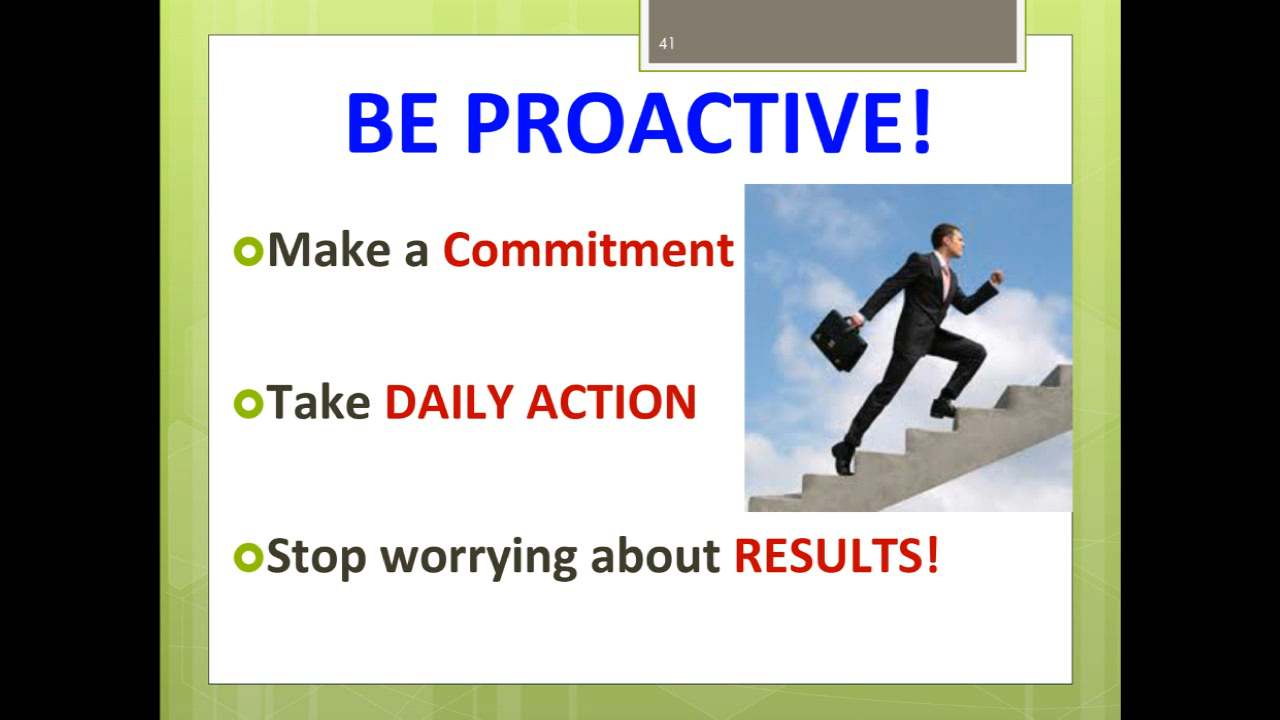 41
BE PROACTIVE!
Make a Commitment
Take DAILY ACTION
Stop worrying about RESULTS!